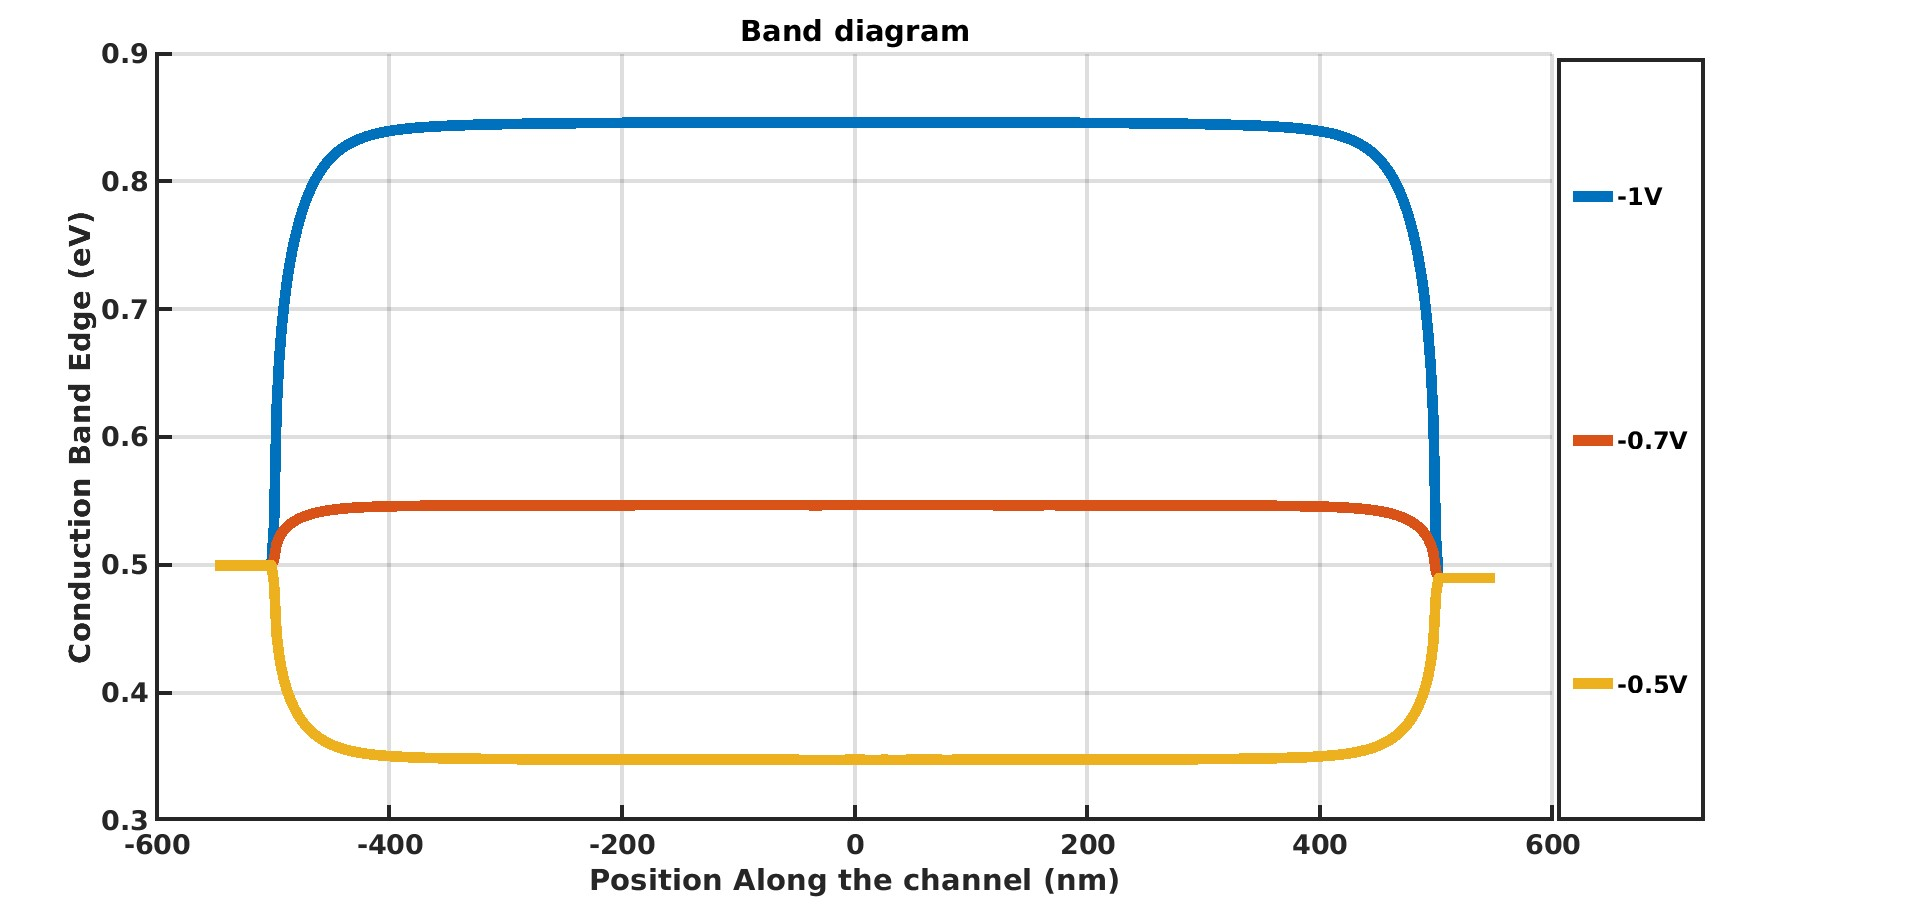 Band diagram
Conduction Band Edge (eV)
0.9
0.8
0.7
0.6
0.5
0.4
0.3
-600 -400 -200 0 200 400 600
Position Along the channel (nm)
-1V
-0.7V
-0.5V